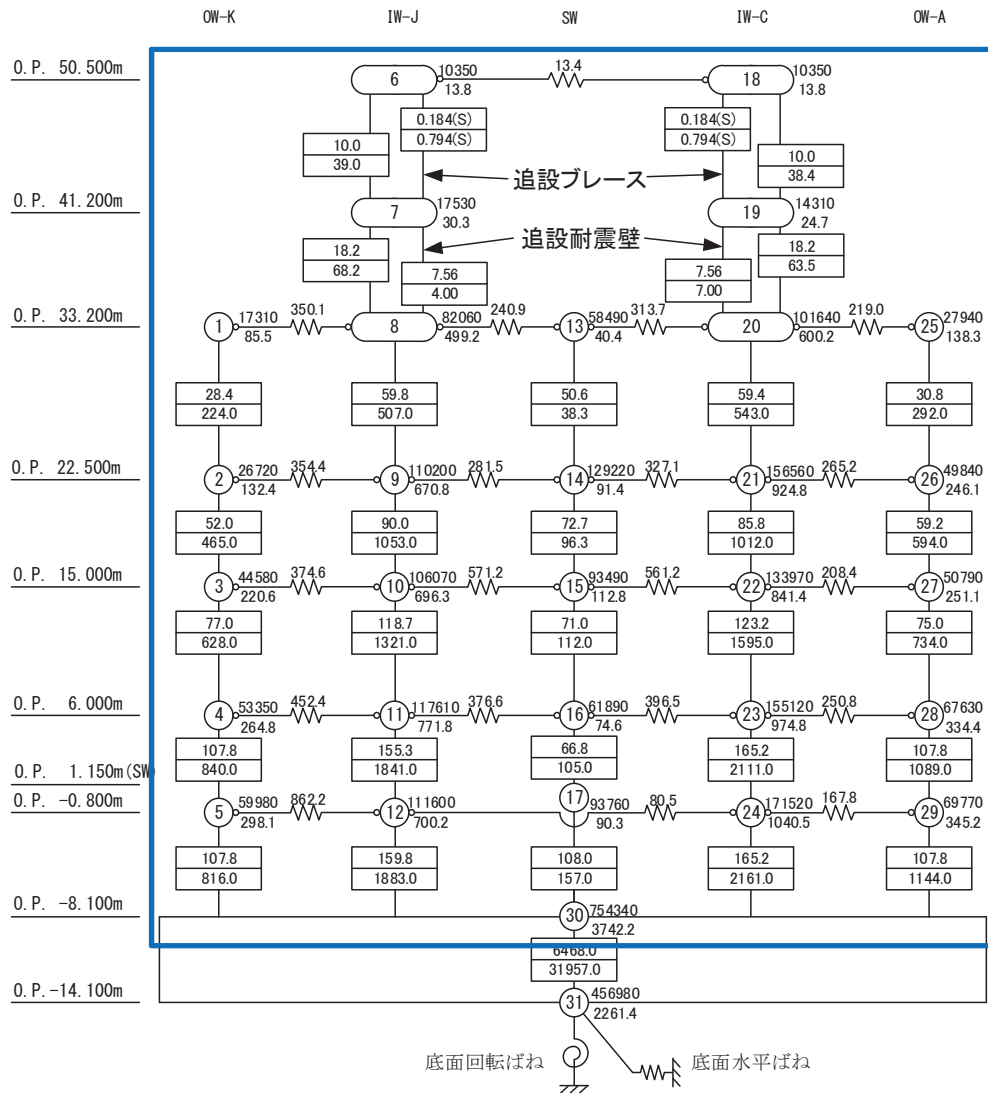 OW-K IW-J SW IW-C OW-A
O.P. 50.500m 6 10350 13.4 18 10350
13.8 13.8
0.184(S) 0.184(S)
0.794(S) 0.794(S)
10.0 10.0
39.0 38.4
追設ブレース
O.P. 41.200m 7 17530 19 14310
30.3 24.7
追設耐震壁
18.2 18.2
68.2 63.5
7.56 7.56
4.00 7.00
O.P. 33.200m 1 17310 350.1 8 82060 240.9 13 58490 313.7 20 101640 219.0 25 27940
85.5 499.2 40.4 600.2 138.3
28.4 59.8 50.6 59.4 30.8
224.0 507.0 38.3 543.0 292.0
O.P. 22.500m 2 26720 354.4 9 110200 281.5 14 129220 327.1 21 156560 265.2 26 49840
132.4 670.8 91.4 924.8 246.1
52.0 90.0 72.7 85.8 59.2
465.0 1053.0 96.3 1012.0 594.0
O.P. 15.000m 3 44580 374.6 10 106070 571.2 15 93490 561.2 22 133970 208.4 27 50790
220.6 696.3 112.8 841.4 251.1
77.0 118.7 71.0 123.2 75.0
628.0 1321.0 112.0 1595.0 734.0
O.P. 6.000m 4 53350 452.4 11 117610 376.6 16 61890 396.5 23 155120 250.8 28 67630
264.8 771.8 74.6 974.8 334.4
107.8 155.3 66.8 165.2 107.8
840.0 1841.0 105.0 2111.0 1089.0
O.P. 1.150m(SW)
O.P. -0.800m 5 59980 862.2 12 111600 17 93760 80.5 24 171520 167.8 29 69770
298.1 700.2 90.3 1040.5 345.2
107.8 159.8 108.0 165.2 107.8
816.0 1883.0 157.0 2161.0 1144.0
O.P. -8.100m 30 754340
3742.2
6468.0
31957.0
O.P.-14.100m 31 456980
2261.4
底面回転ばね 底面水平ばね